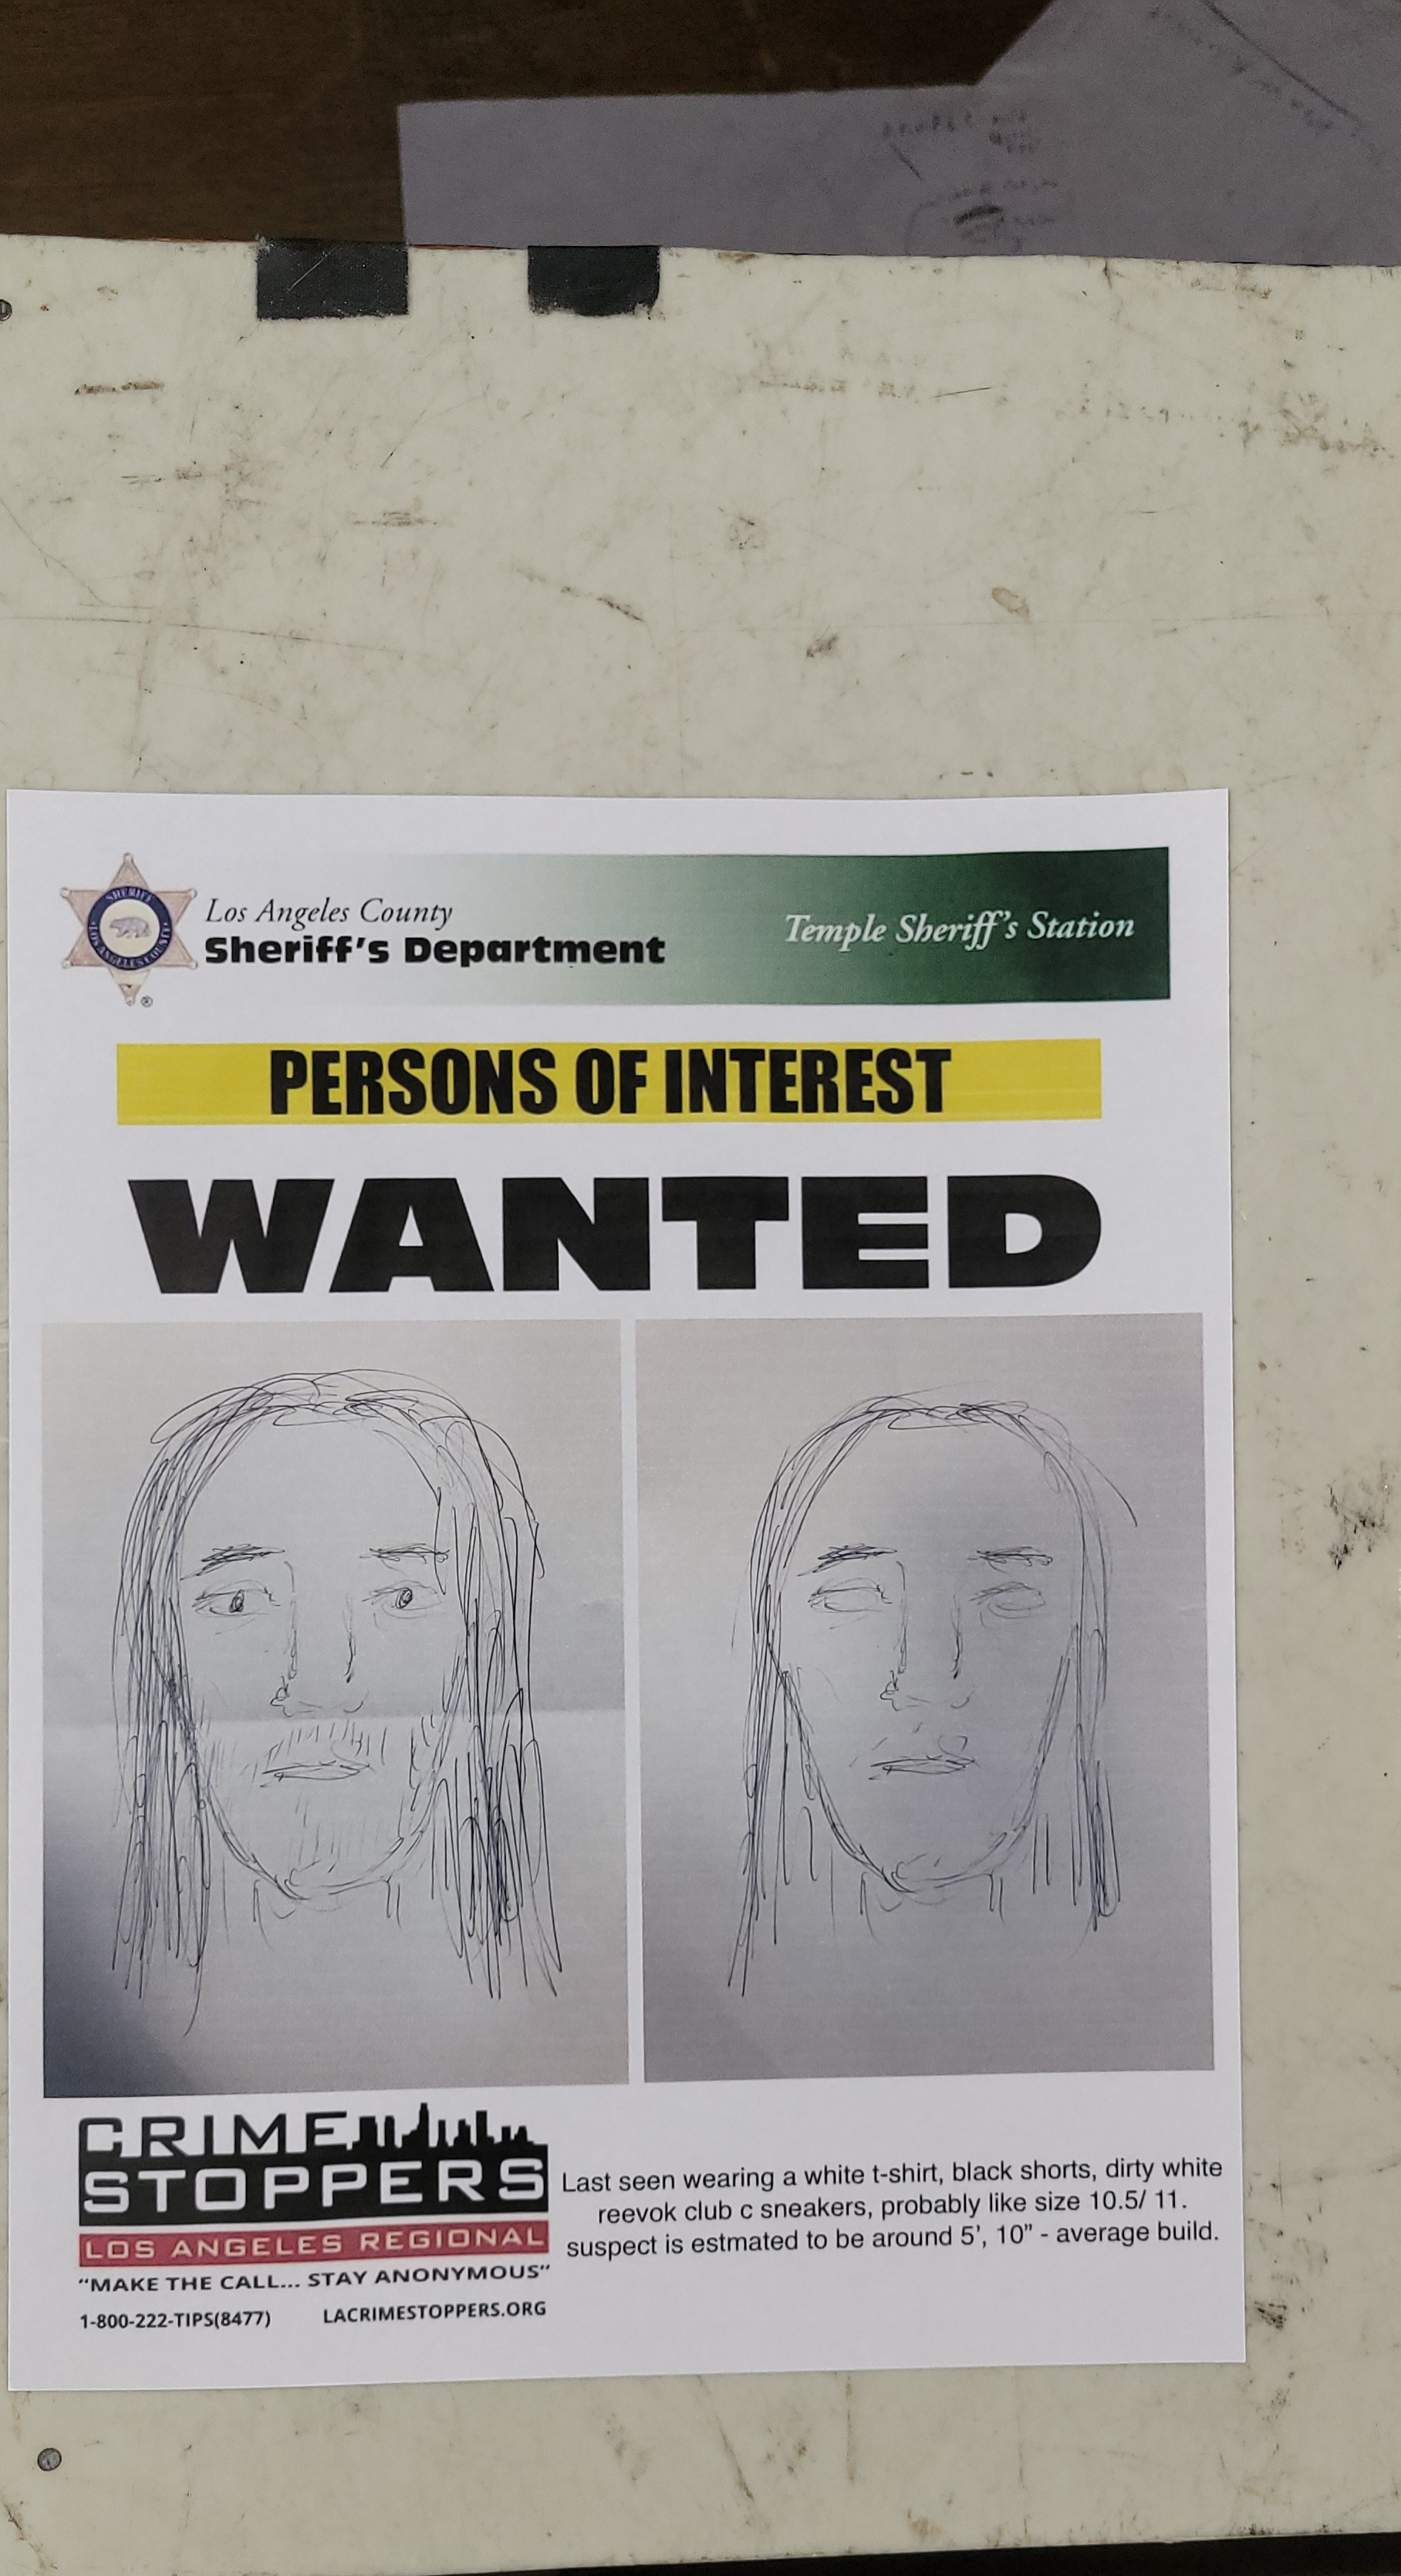 Los Angeles County
Sheriff's Department
Temple Sheriff's Station
SHERIFF
LOS ANGELES COUNTY
®
PERSONS OF INTEREST
WANTED
CRIME
STOPPERS
LOS ANGELES REGIONAL
"MAKE THE CALL... STAY ANONYMOUS"
1-800-222-TIPS(8477) LACRIMESTOPPERS.ORG
Last seen wearing a white t-shirt, black shorts, dirty white
reevok club c sneakers, probably like size 10.5/ 11.
suspect is estmated to be around 5', 10" - average build.